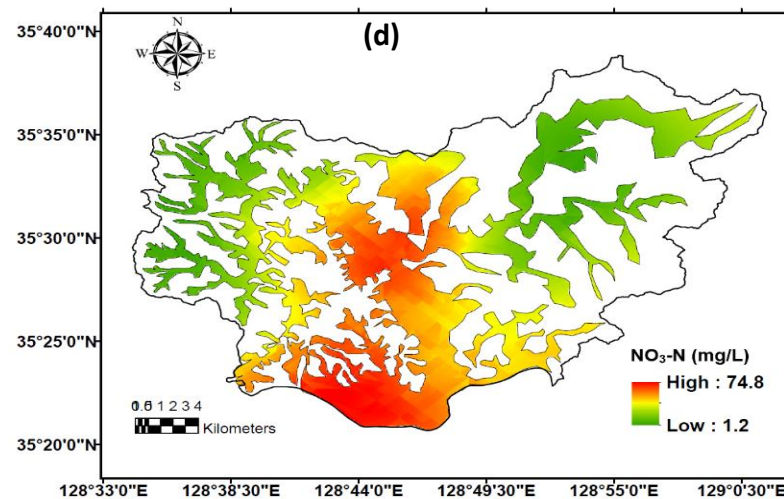 (d)
N
W E
S
35°40'0"N
35°35'0"N
35°30'0"N
35°25'0"N
35°20'0"N
NO₃-N (mg/L)
High : 74.8
Low : 1.2
1 2 3 4
Kilometers
128°33'0"E 128°38'30"E 128°44'0"E 128°49'30"E 128°55'0"E 129°0'30"E